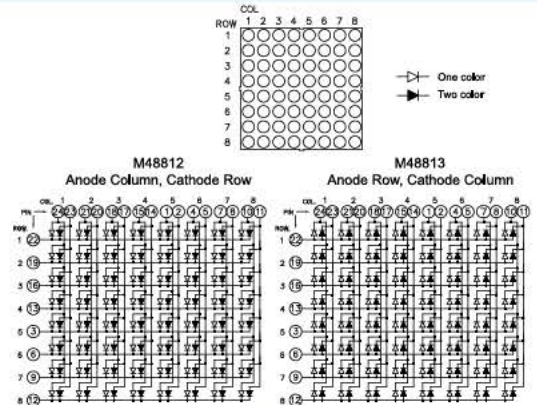 COL
ROW 1 2 3 4 5 6 7 8
1
2
3
4
5
6
7
8
One color
Two color
M48812
Anode Column, Cathode Row
COL. 1 2 3 4 5 6 7 8
PIN 24 23 21 20 18 17 15 14 1 2 4 5 7 8 10 11
ROW
1 22
2 19
3 16
4 13
5 3
6 6
7 9
8 12
M48813
Anode Row, Cathode Column
COL. 1 2 3 4 5 6 7 8
PIN 24 23 21 20 18 17 15 14 1 2 4 5 7 8 10 11
ROW
1 22
2 19
3 16
4 13
5 3
6 6
7 9
8 12